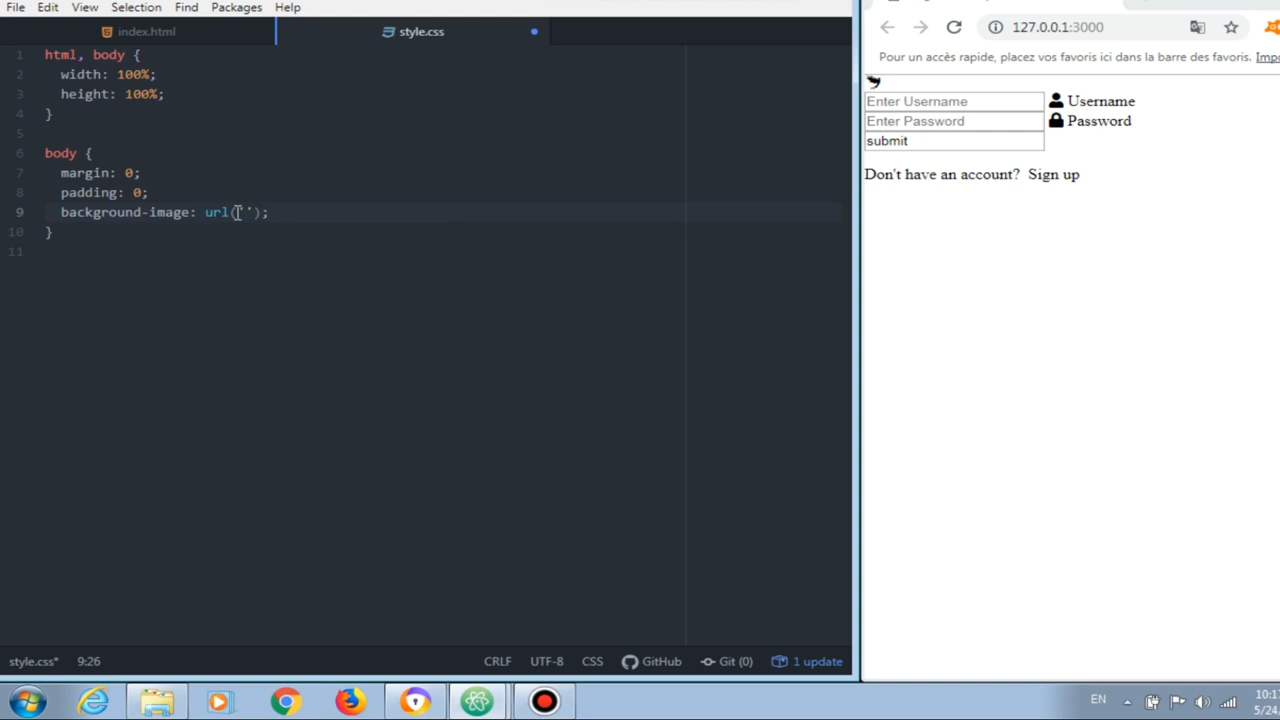 File Edit View Selection Find Packages Help
index.html
style.css
1 html, body {
2 width: 100%;
3 height: 100%;
4 }
5
6 body {
7 margin: 0;
8 padding: 0;
9 background-image: url('');
10 }
11
style.css* 9:26 CRLF UTF-8 CSS GitHub Git (0) 1 update
127.0.0.1:3000
Pour un accès rapide, placez vos favoris ici dans la barre des favoris.
Enter Username Username
Enter Password Password
submit
Don't have an account? Sign up
EN